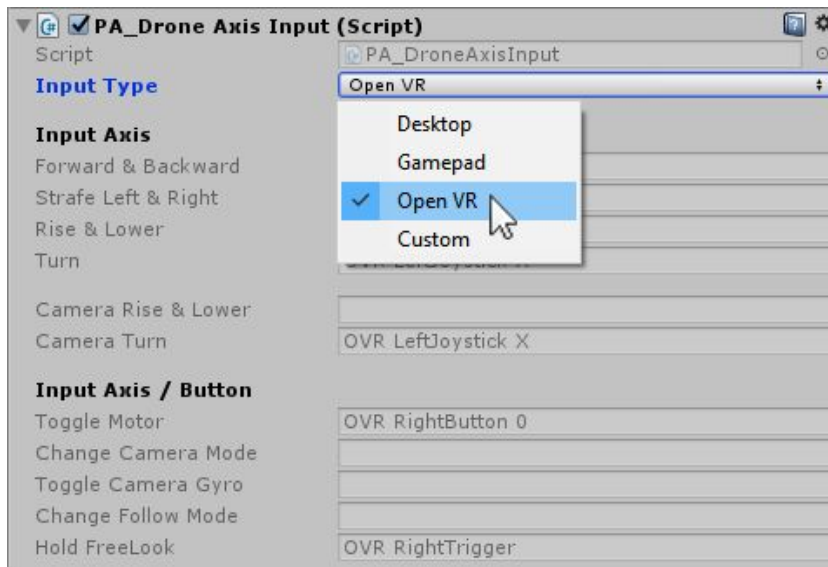 PA_Drone Axis Input (Script)
Script PA_DroneAxisInput
Input Type Open VR
Desktop
Input Axis
Forward & Backward Gamepad
Strafe Left & Right Open VR
Rise & Lower Custom
Turn
Camera Rise & Lower
Camera Turn OVR LeftJoystick X
Input Axis / Button
Toggle Motor OVR RightButton 0
Change Camera Mode
Toggle Camera Gyro
Change Follow Mode
Hold FreeLook OVR RightTrigger